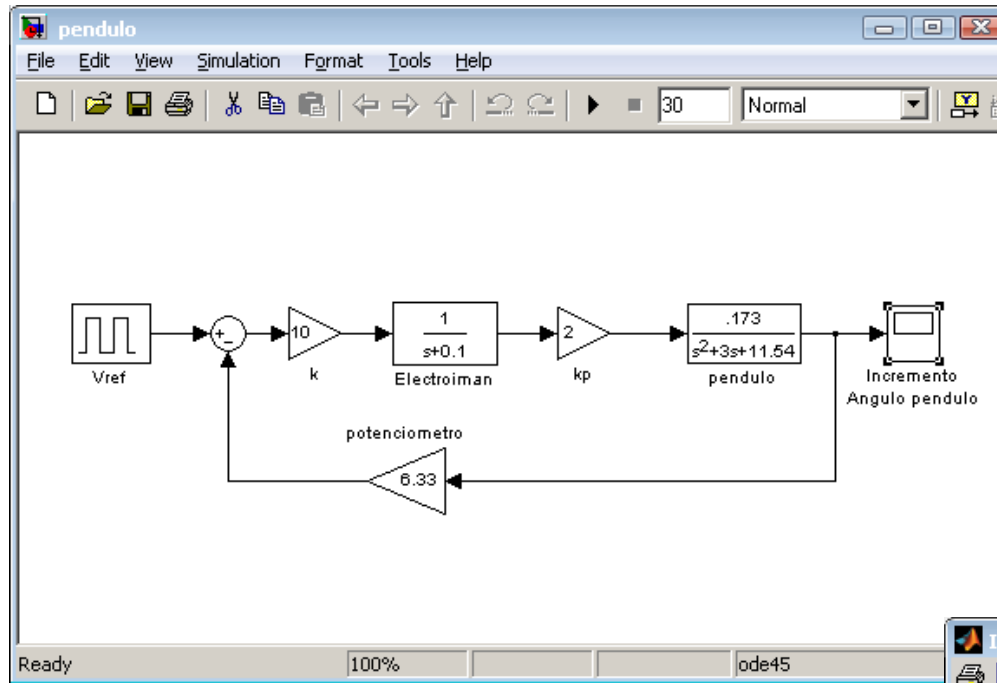 pendulo
File Edit View Simulation Format Tools Help
30 Normal
+
-
10
1
s+0.1
2
.173
s²+3s+11.54
Vref
k
Electroiman
kp
pendulo
Incremento
Angulo pendulo
potenciometro
6.33
Ready 100% ode45